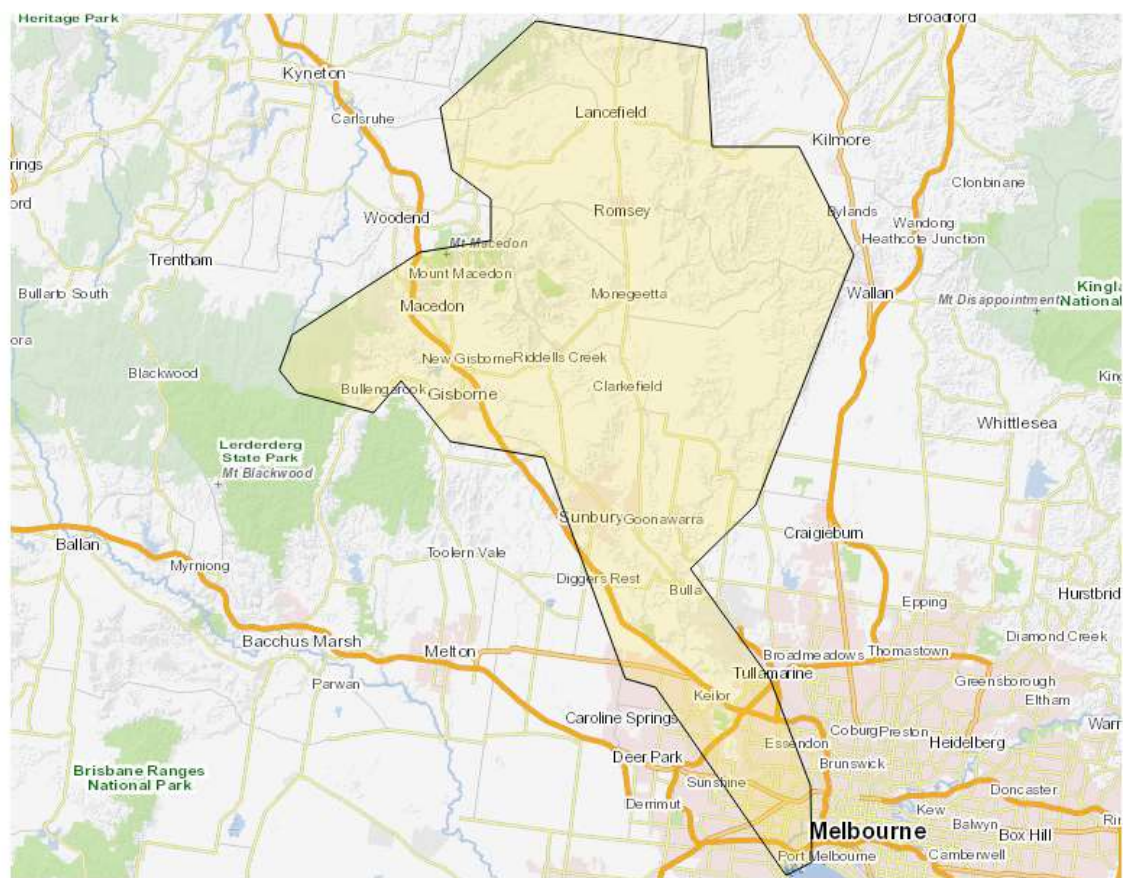 Heritage Park
Broadford
Kyneton
Lancefield
Carlsruhe
Kilmore
rings
Clonbinane
ord
Woodend
Romsey
Bylands
Wandong
Heathcote Junction
Mt Macedon
Trentham
Mount Macedon
Bullarto South
Macedon
Monegeetta
Wallan
Mt Disappointment
Kingla
National
ora
New Gisborne
Riddells Creek
Blackwood
Bullengarook
Gisborne
Clarkefield
King
Whittlesea
Lerderderg
State Park
Mt Blackwood
Sunbury
Goonawarra
Craigieburn
Ballan
Toolern Vale
Myrniong
Diggers Rest
Bulla
Epping
Hurstbrid
Bacchus Marsh
Melton
Diamond Creek
Broadmeadows
Thomastown
Tullamarine
Parwan
Keilor
Greensborough
Eltham
Caroline Springs
Coburg
Preston
Warr
Essendon
Heidelberg
Deer Park
Brunswick
Brisbane Ranges
National Park
Sunshine
Doncaster
Derrimut
Kew
Rin
Melbourne
Balwyn
Box Hill
Port Melbourne
Camberwell